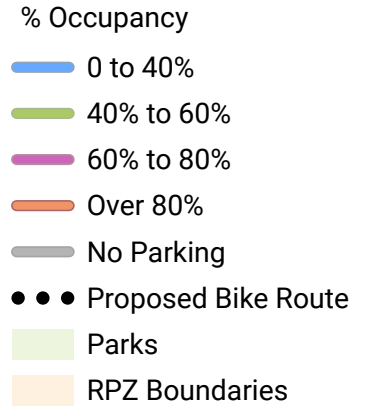 % Occupancy
0 to 40%
40% to 60%
60% to 80%
Over 80%
No Parking
Proposed Bike Route
Parks
RPZ Boundaries